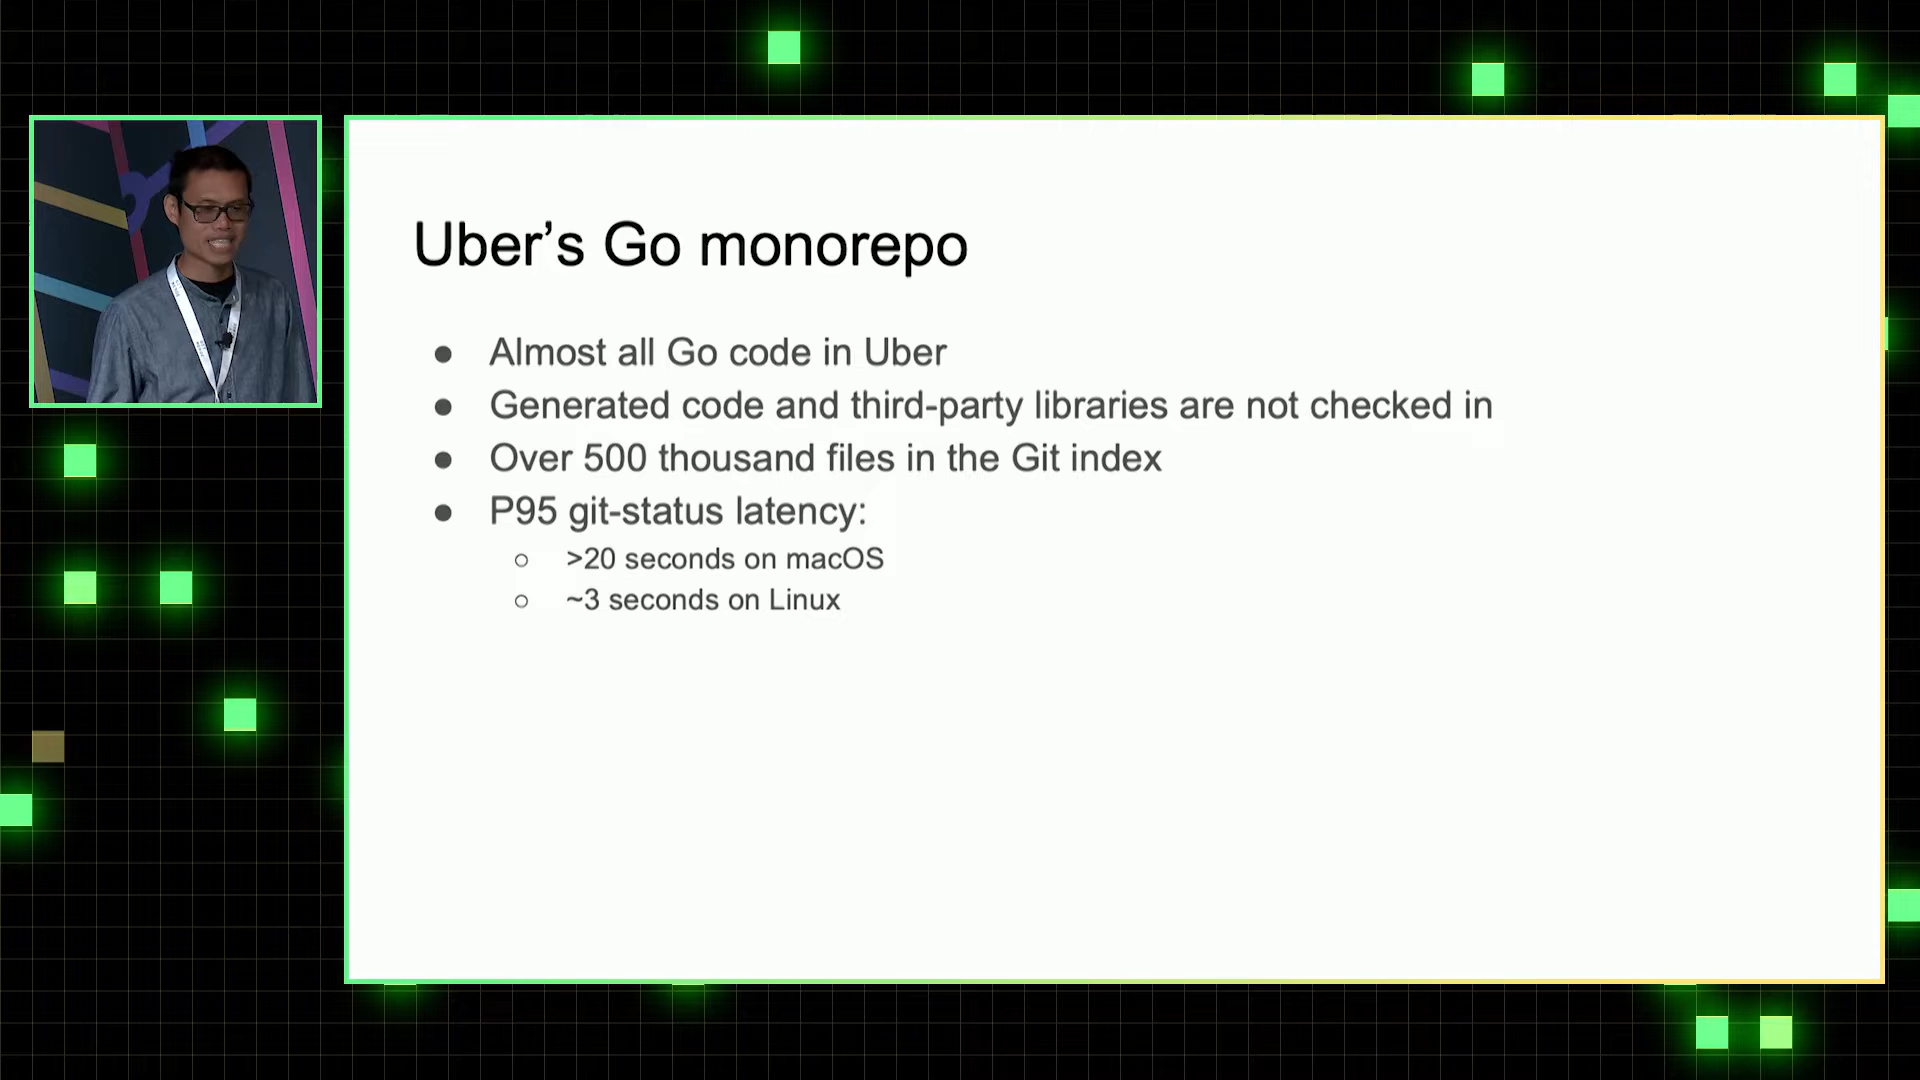 Uber’s Go monorepo
● Almost all Go code in Uber
● Generated code and third-party libraries are not checked in
● Over 500 thousand files in the Git index
● P95 git-status latency:
○ >20 seconds on macOS
○ ~3 seconds on Linux